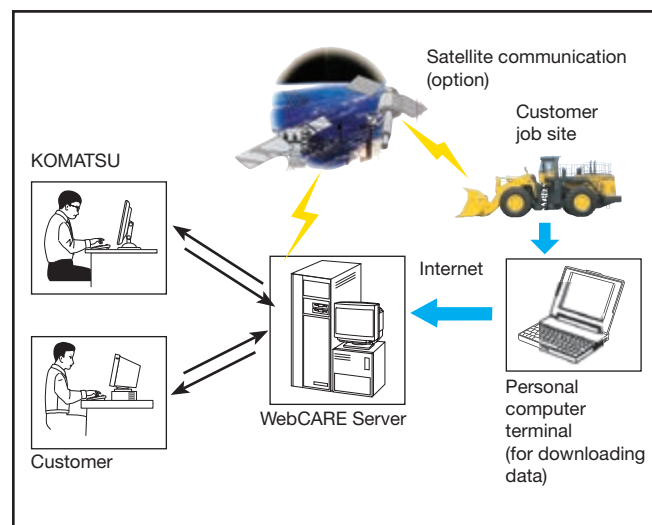 Satellite communication
(option)
Customer
job site
KOMATSU
Internet
WebCARE Server
Personal
computer
terminal
(for downloading
data)
Customer